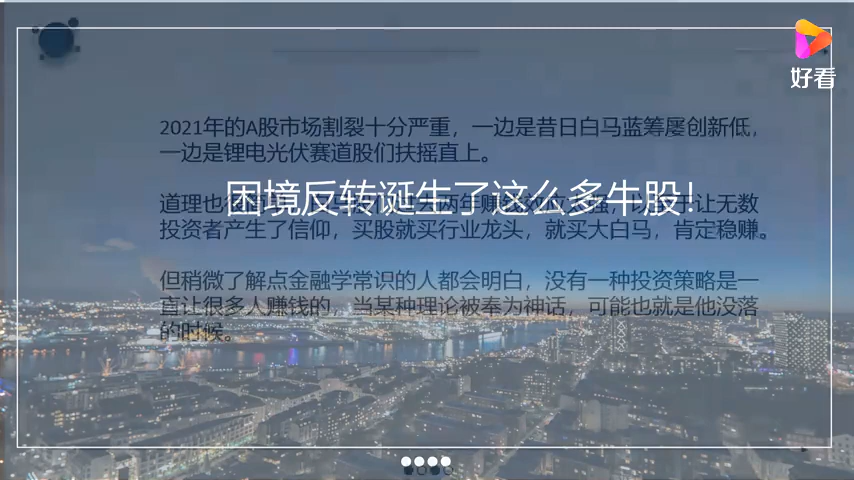 好看
2021年的A股市场割裂十分严重，一边是昔日白马蓝筹屡创新低，
一边是锂电光伏赛道股们扶摇直上。
困境反转诞生了这么多牛股！
道理也很
让无数
投资者产生了信仰，买股就买行业龙头，就买大白马，肯定稳赚。
但稍微了解点金融学常识的人都会明白，没有一种投资策略是一
直让很多人赚钱的，当某种理论被奉为神话，可能也就是他没落
的时候。